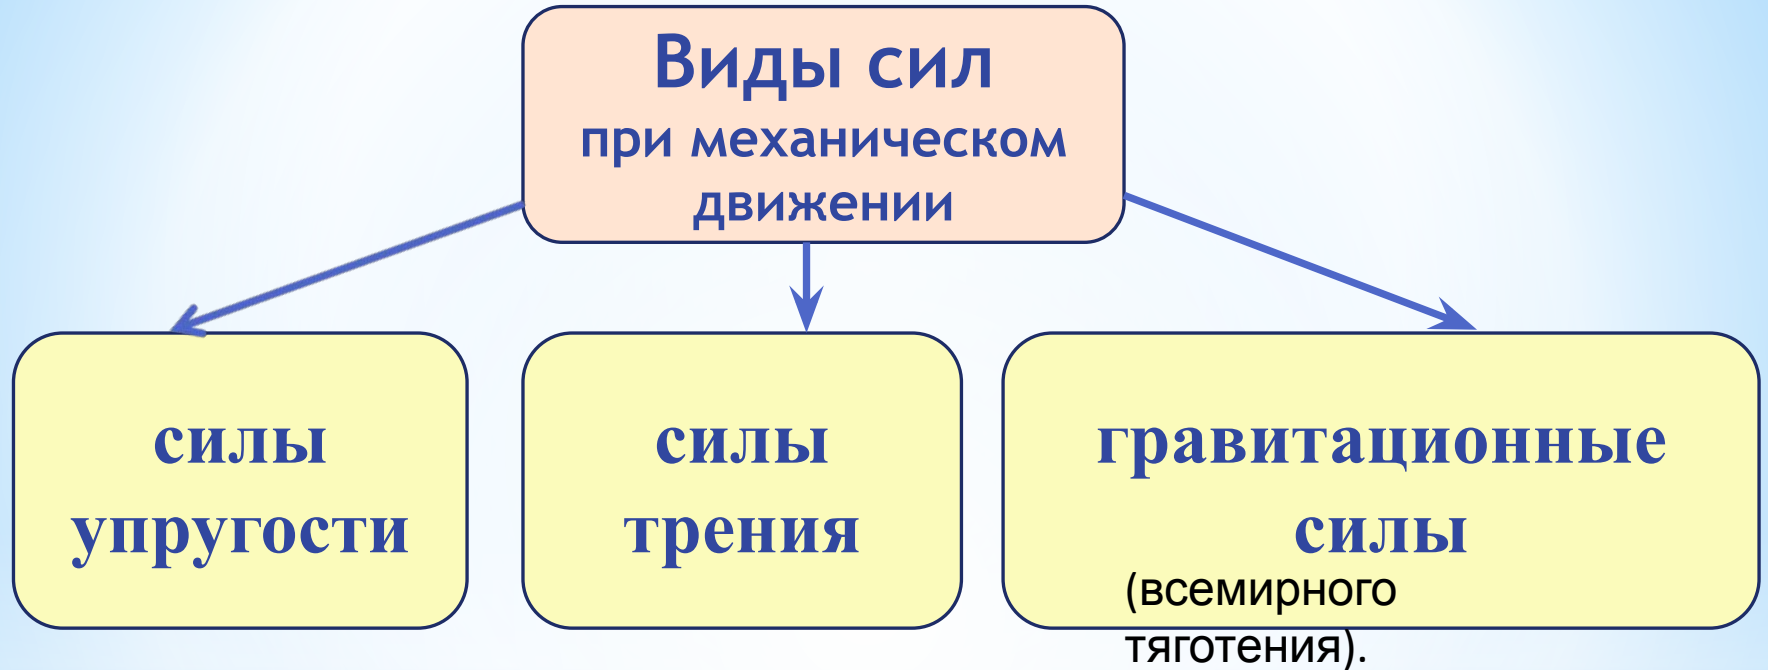 Виды сил
при механическом
движении
силы
упругости
силы
трения
гравитационные
силы
(всемирного
тяготения).